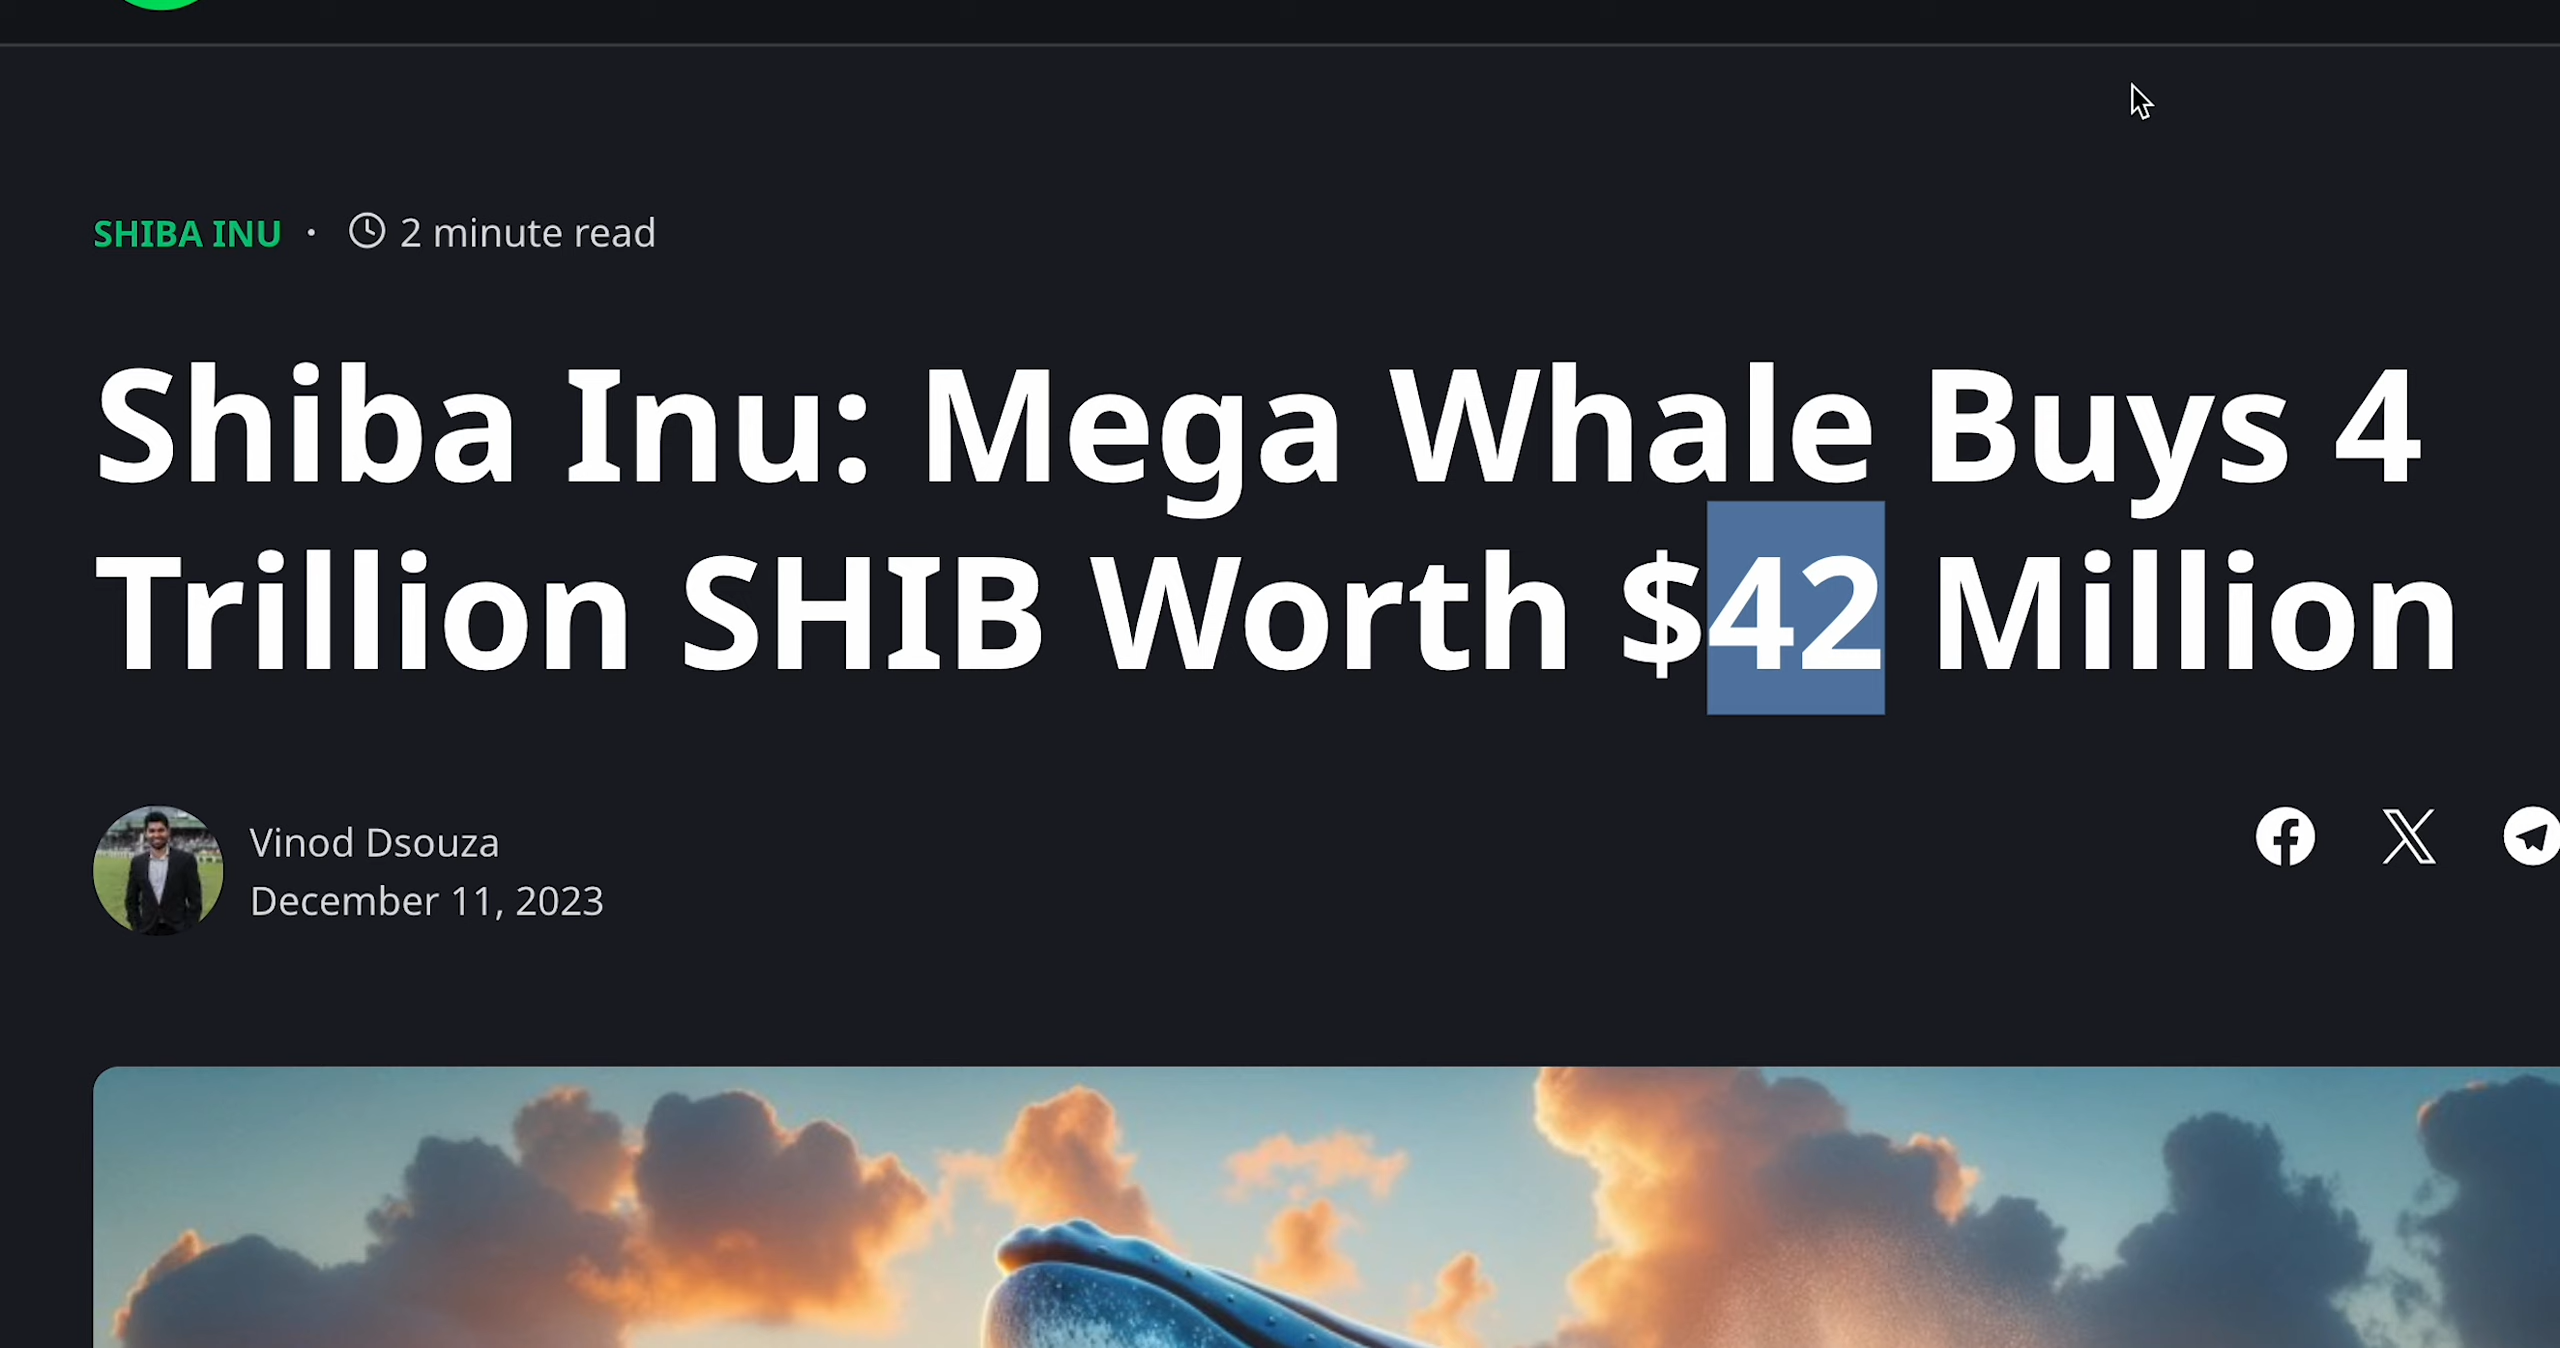 SHIBA INU · 2 minute read
Shiba Inu: Mega Whale Buys 4
Trillion SHIB Worth $42 Million
Vinod Dsouza
December 11, 2023